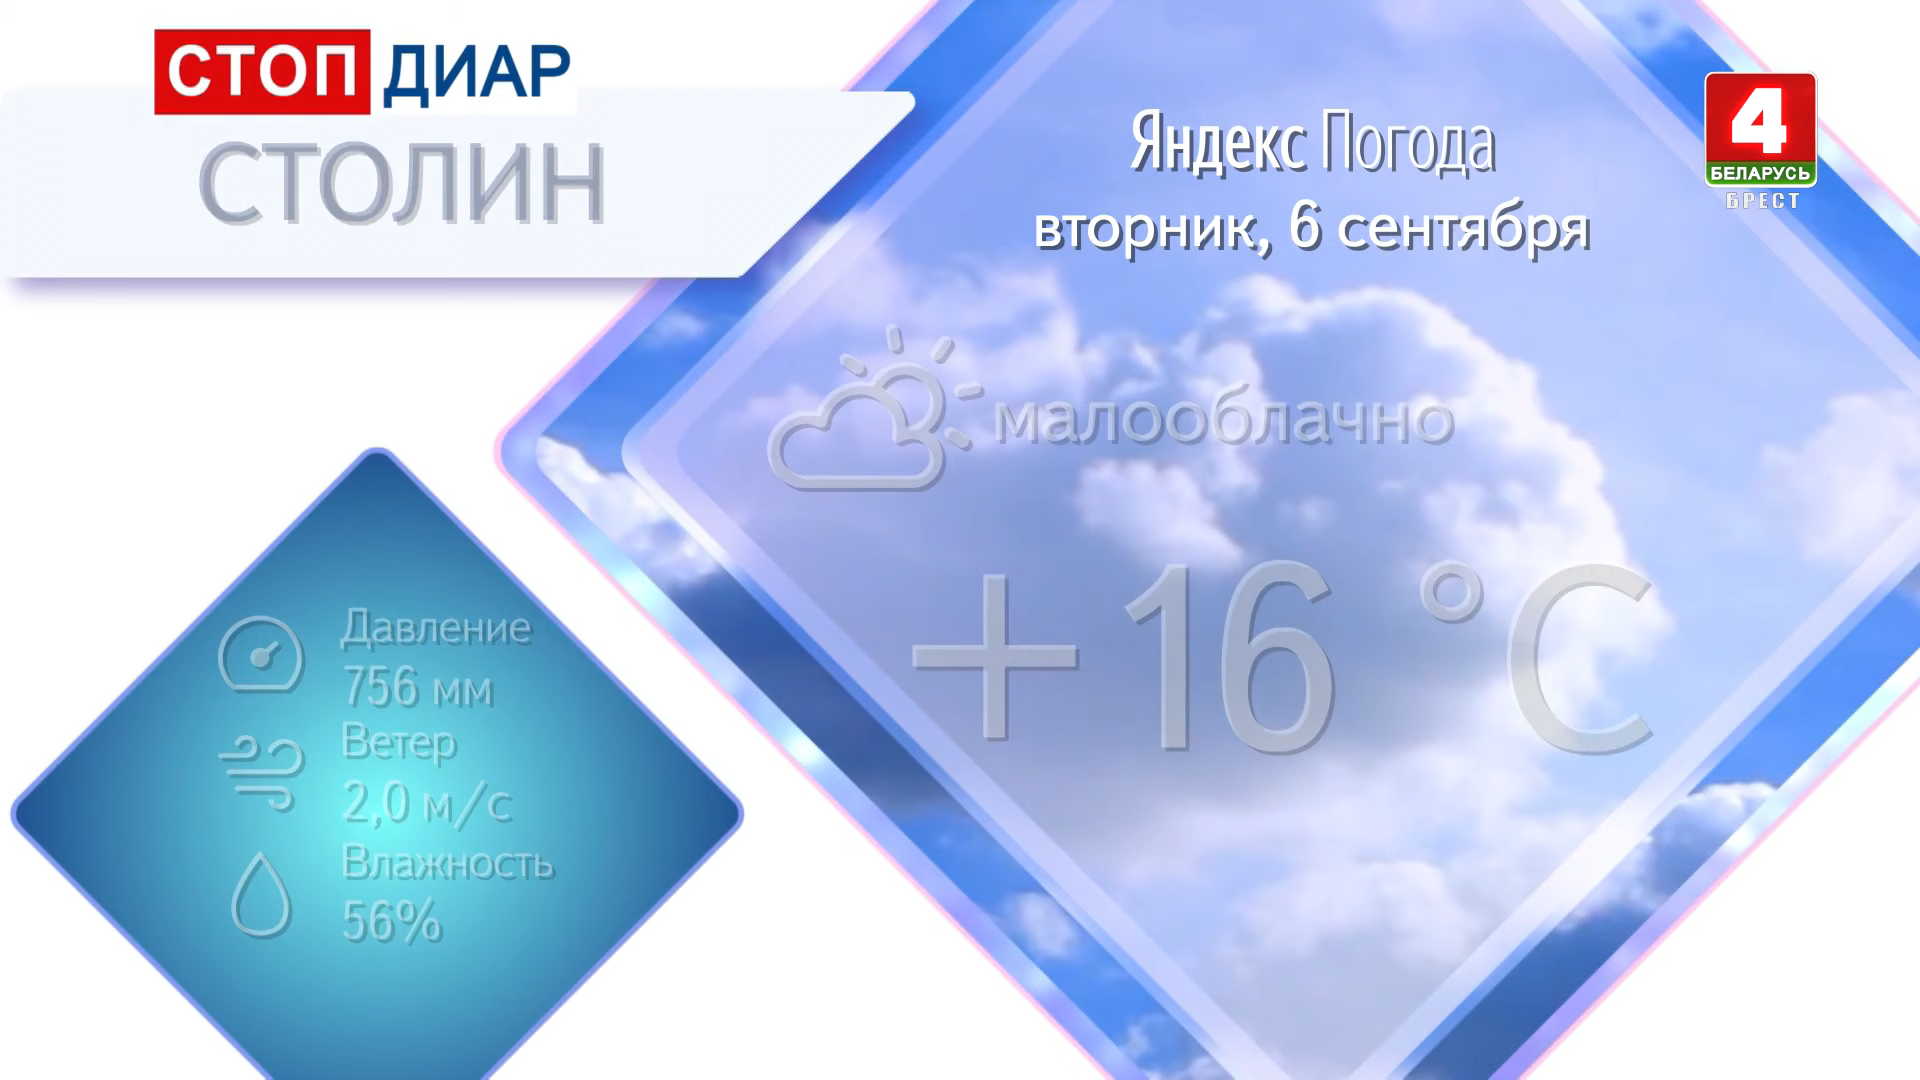 СТОП ДИАР
СТОЛИН
Яндекс Погода
вторник, 6 сентября
4
БЕЛАРУСЬ
БРЕСТ
малооблачно
+16 °C
Давление
756 мм
Ветер
2,0 м/с
Влажность
56%